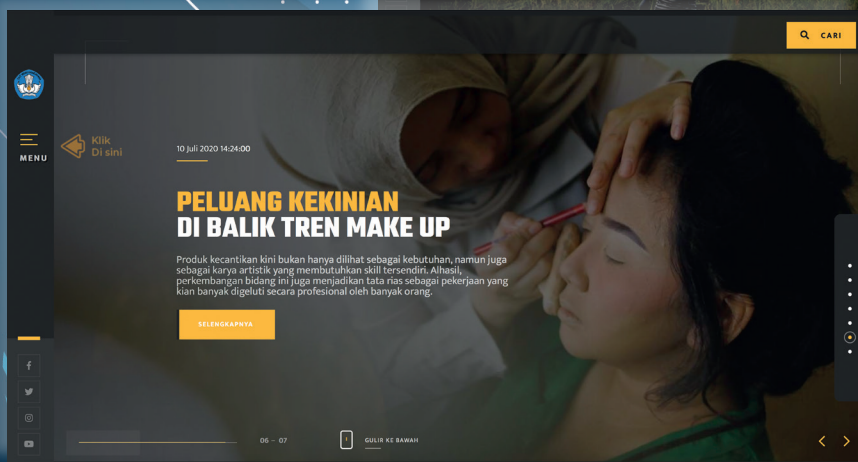 CARI
MENU
Klik
Di sini
10 Juli 2020 14:24:00
PELUANG KEKINIAN
DI BALIK TREN MAKE UP
Produk kecantikan kini bukan hanya dilihat sebagai kebutuhan, namun juga
sebagai karya artistik yang membutuhkan skill tersendiri. Alhasil,
perkembangan bidang ini juga menjadikan tata rias sebagai pekerjaan yang
kian banyak digeluti secara profesional oleh banyak orang.
SELENGKAPNYA
06 – 07
GULIR KE BAWAH